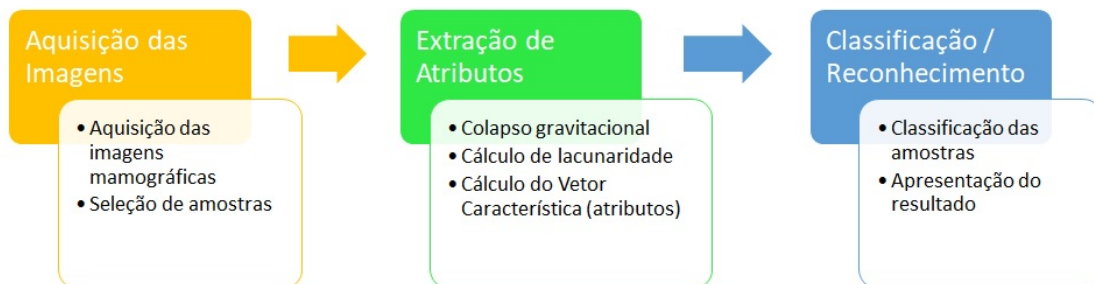 Aquisição das
Imagens
• Aquisição das
imagens
mamográficas
• Seleção de amostras
Extração de
Atributos
• Colapso gravitacional
• Cálculo de lacunaridade
• Cálculo do Vetor
Característica (atributos)
Classificação /
Reconhecimento
• Classificação das
amostras
• Apresentação do
resultado